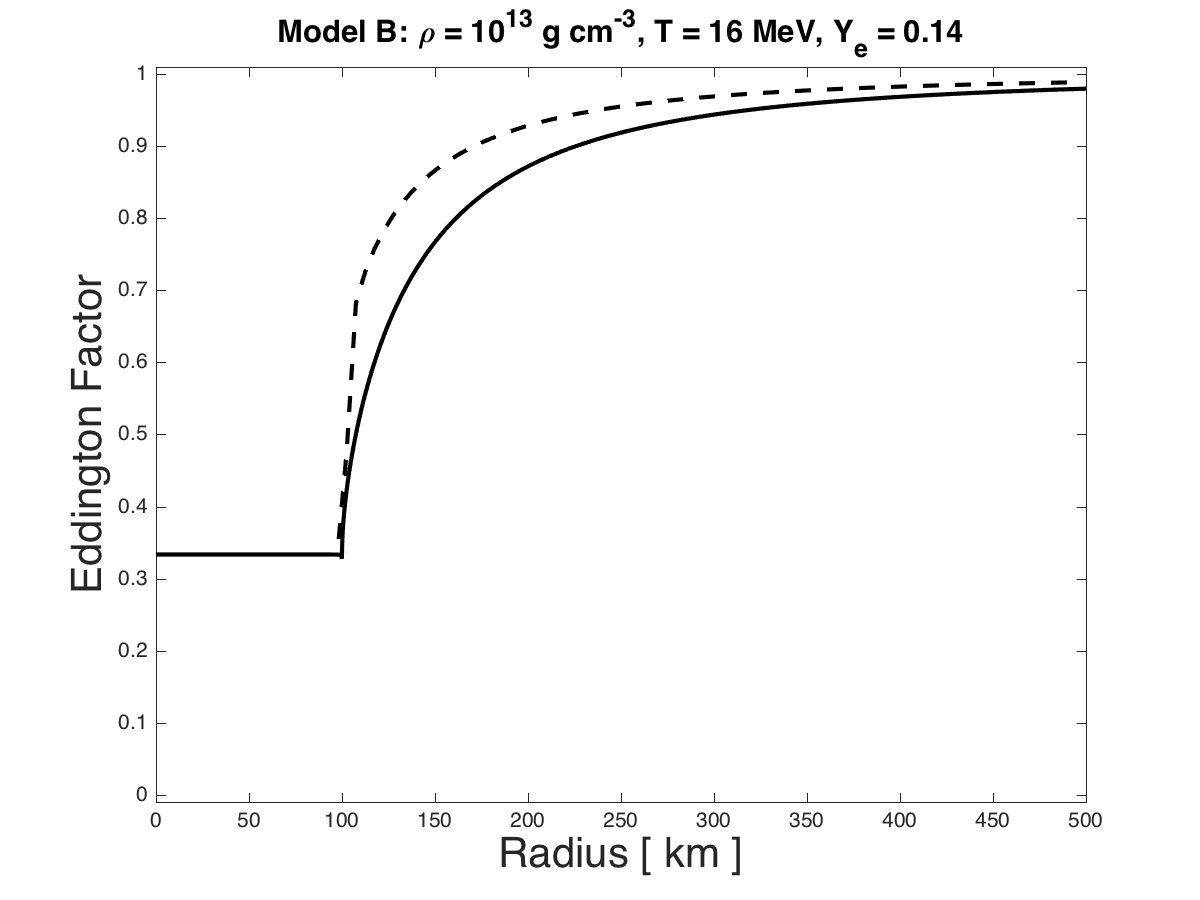 Model B: ρ = 10^13 g cm^-3, T = 16 MeV, Y_e = 0.14
Eddington Factor
1
0.9
0.8
0.7
0.6
0.5
0.4
0.3
0.2
0.1
0
0 50 100 150 200 250 300 350 400 450 500
Radius [ km ]